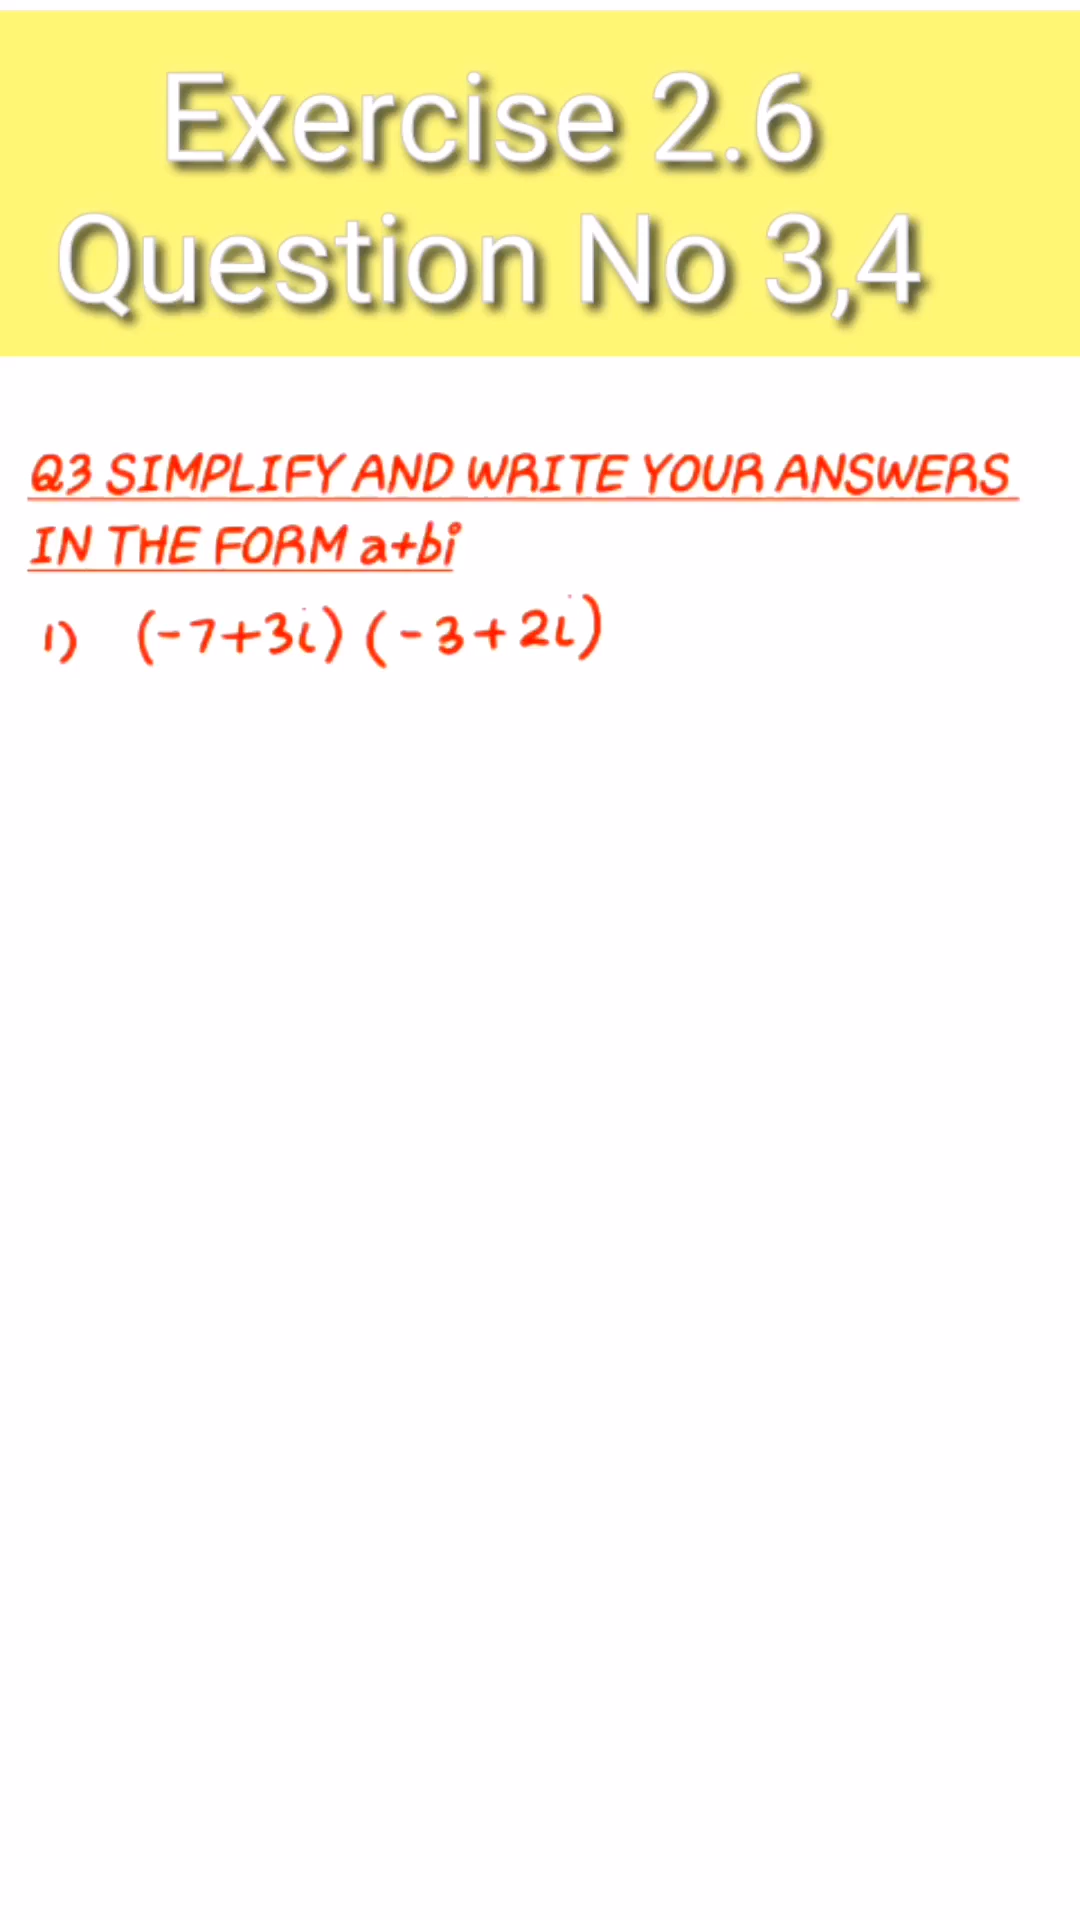 Exercise 2.6
Question No 3,4
Q3 SIMPLIFY AND WRITE YOUR ANSWERS
IN THE FORM a+bi
1) (-7+3i) (-3+2i)